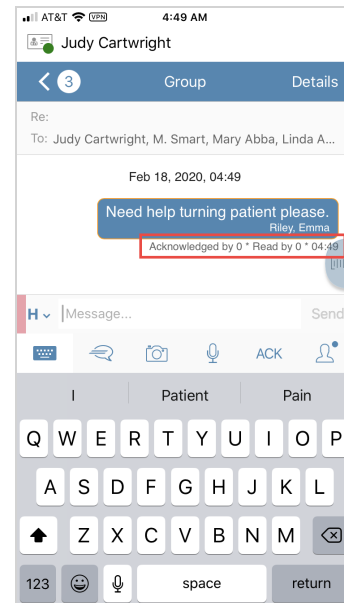 AT&T VPN 4:49 AM
Judy Cartwright
3 Group Details
Re:
To: Judy Cartwright, M. Smart, Mary Abba, Linda A...
Feb 18, 2020, 04:49
Need help turning patient please.
Riley, Emma
Acknowledged by 0 * Read by 0 * 04:49
H Message... Send
ACK
I Patient Pain
Q W E R T Y U I O P
A S D F G H J K L
Z X C V B N M
123 space return